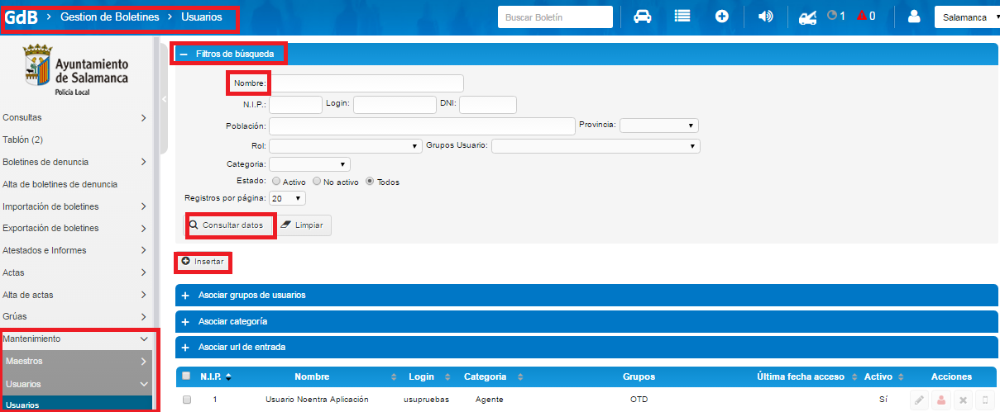 GdB > Gestion de Boletines > Usuarios
Buscar Boletín
1
0
Salamanca
Ayuntamiento
de Salamanca
Policía Local
Consultas
Tablón (2)
Boletines de denuncia
Alta de boletines de denuncia
Importación de boletines
Exportación de boletines
Atestados e Informes
Actas
Alta de actas
Grúas
Mantenimiento
Maestros
Usuarios
Usuarios
Filtros de búsqueda
Nombre:
N.I.P.: Login: DNI:
Población: Provincia:
Rol: Grupos Usuario:
Categoria:
Estado: Activo No activo Todos
Registros por página: 20
Consultar datos Limpiar
Insertar
Asociar grupos de usuarios
Asociar categoría
Asociar url de entrada
N.I.P. Nombre Login Categoria Grupos Última fecha acceso Activo Acciones
1 Usuario Noentra Aplicación usupruebas Agente OTD Sí